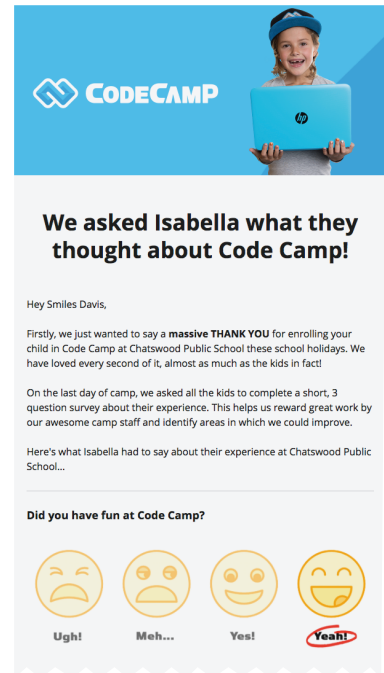 CODECAMP
hp
We asked Isabella what they
thought about Code Camp!
Hey Smiles Davis,
Firstly, we just wanted to say a massive THANK YOU for enrolling your
child in Code Camp at Chatswood Public School these school holidays. We
have loved every second of it, almost as much as the kids in fact!
On the last day of camp, we asked all the kids to complete a short, 3
question survey about their experience. This helps us reward great work by
our awesome camp staff and identify areas in which we could improve.
Here's what Isabella had to say about their experience at Chatswood Public
School...
Did you have fun at Code Camp?
Ugh! Meh... Yes! Yeah!